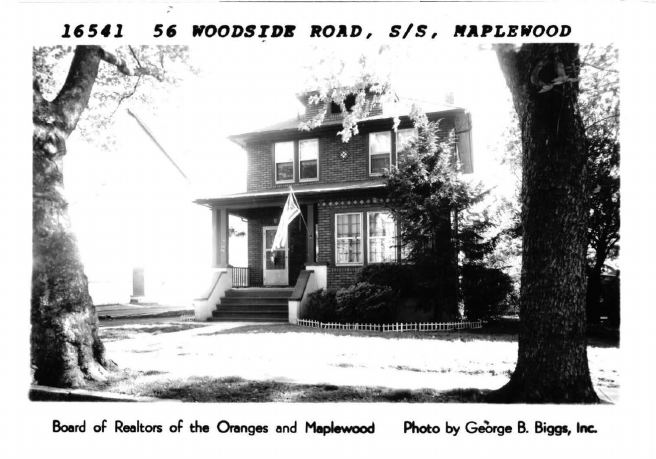 16541 56 WOODSIDE ROAD, S/S, MAPLEWOOD
Board of Realtors of the Oranges and Maplewood Photo by George B. Biggs, Inc.